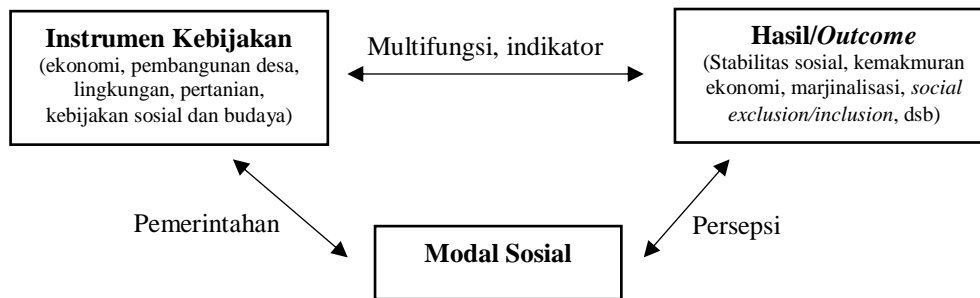 Instrumen Kebijakan
(ekonomi, pembangunan desa,
lingkungan, pertanian,
kebijakan sosial dan budaya)
Multifungsi, indikator
Hasil/Outcome
(Stabilitas sosial, kemakmuran
ekonomi, marjinalisasi, social
exclusion/inclusion, dsb)
Pemerintahan
Persepsi
Modal Sosial